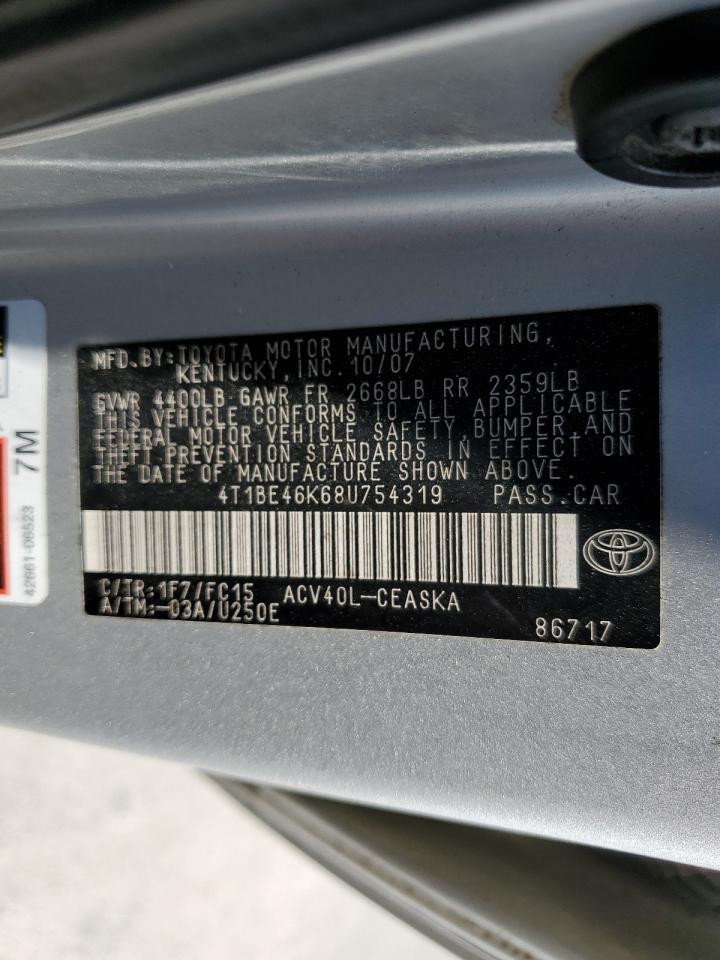 MFD. BY: TOYOTA MOTOR MANUFACTURING,
KENTUCKY, INC. 10/07
GVWR 4400LB GAWR FR 2668LB RR 2359LB
THIS VEHICLE CONFORMS TO ALL APPLICABLE
FEDERAL MOTOR VEHICLE SAFETY, BUMPER, AND
THEFT PREVENTION STANDARDS IN EFFECT ON
THE DATE OF MANUFACTURE SHOWN ABOVE.
4T1BE46K68U754319 PASS. CAR
C/TR: 1F7/FC15 ACV40L-CEASKA
A/TM: -03A/U250E
86717
7M
42661-06523